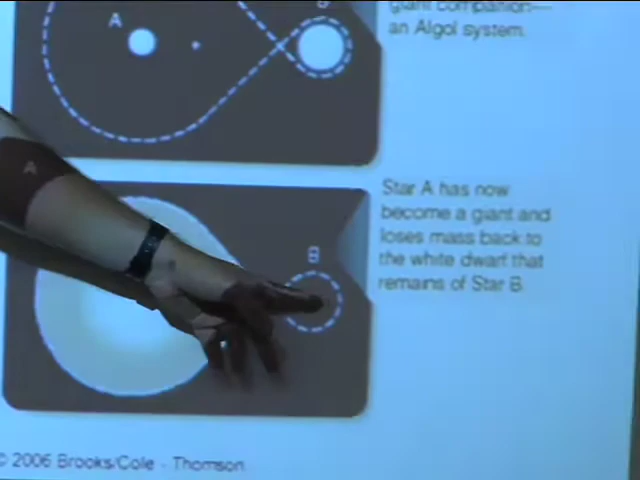 A
B
giant companion—
an Algol system.
A
B
Star A has now
become a giant and
loses mass back to
the white dwarf that
remains of Star B.
© 2006 Brooks/Cole - Thomson